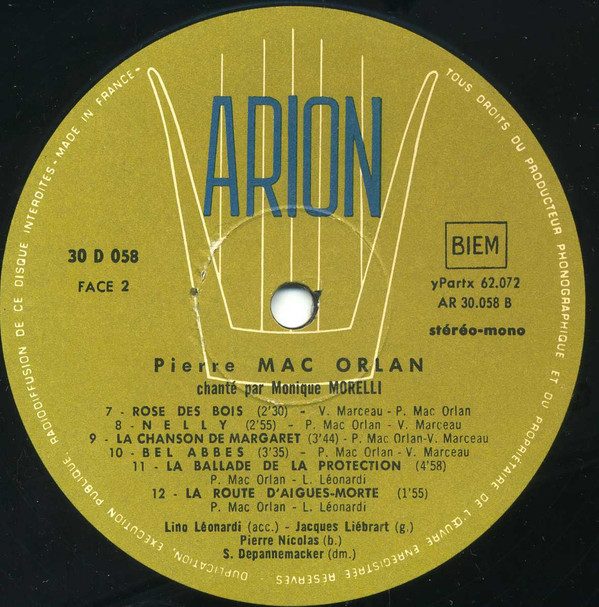 ARION
30 D 058
FACE 2
BIEM
yPartx 62.072
AR 30.058 B
stéréo-mono
Pierre MAC ORLAN
chanté par Monique MORELLI
7 - ROSE DES BOIS (2'30) - V. Marceau - P. Mac Orlan
8 - NELLY (2'55) - P. Mac Orlan - V. Marceau
9 - LA CHANSON DE MARGARET (3'44) - P. Mac Orlan-V. Marceau
10 - BEL ABBES (3'35) - P. Mac Orlan - V. Marceau
11 - LA BALLADE DE LA PROTECTION (4'58)
P. Mac Orlan - L. Léonardi
12 - LA ROUTE D'AIGUES-MORTE (1'55)
P. Mac Orlan - L. Léonardi
Lino Léonardi (acc.) - Jacques Liébrart (g.)
Pierre Nicolas (b.)
S. Depannemacker (dm.)
TOUS DROITS DU PRODUCTEUR PHONOGRAPHIQUE ET DU PROPRIÉTAIRE DE L'ŒUVRE ENREGISTRÉE RÉSERVÉS - DUPLICATION, EXÉCUTION PUBLIQUE, RADIODIFFUSION DE CE DISQUE INTERDITES - MADE IN FRANCE -